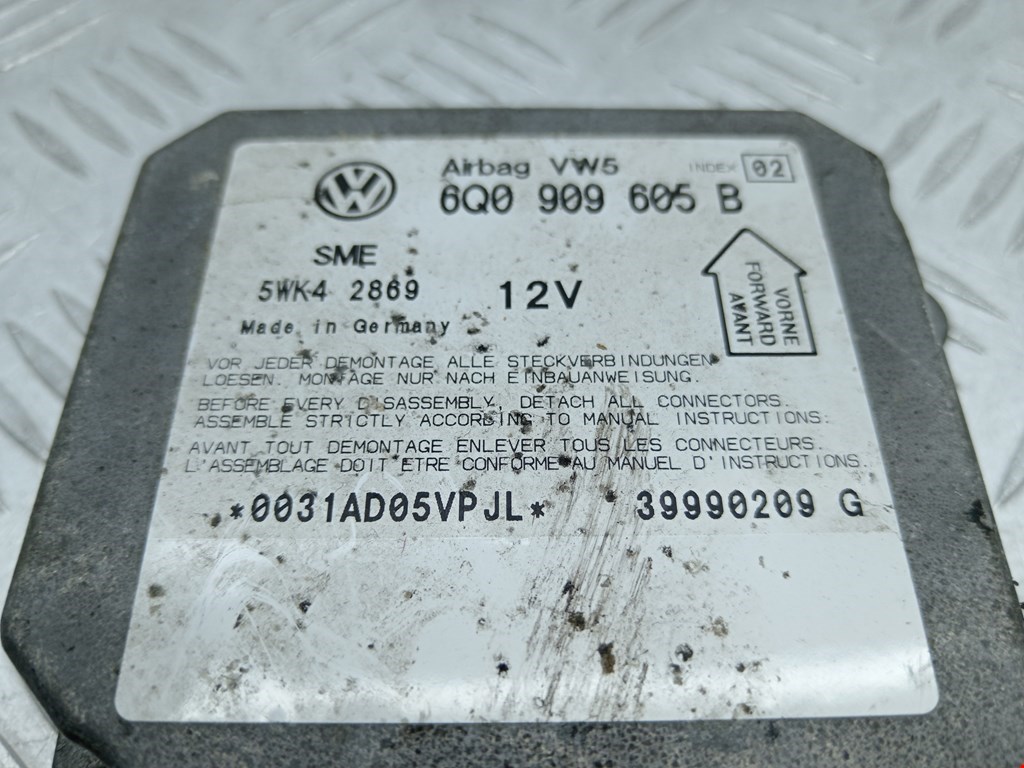 Airbag VW5 INDEX 02
6Q0 909 605 B
SME
5WK4 2869 12V
Made in Germany
VORNE
FORWARD
AVANT
VOR JEDER DEMONTAGE ALLE STECKVERBINDUNGEN
LOESEN. MONTAGE NUR NACH EINBAUANWEISUNG.
BEFORE EVERY DISASSEMBLY, DETACH ALL CONNECTORS.
ASSEMBLE STRICTLY ACCORDING TO MANUAL INSTRUCTIONS.
AVANT TOUT DEMONTAGE ENLEVER TOUS LES CONNECTEURS.
L'ASSEMBLAGE DOIT ETRE CONFORME AU MANUEL D'INSTRUCTIONS.
*0031AD05VPJL* 39990209 G